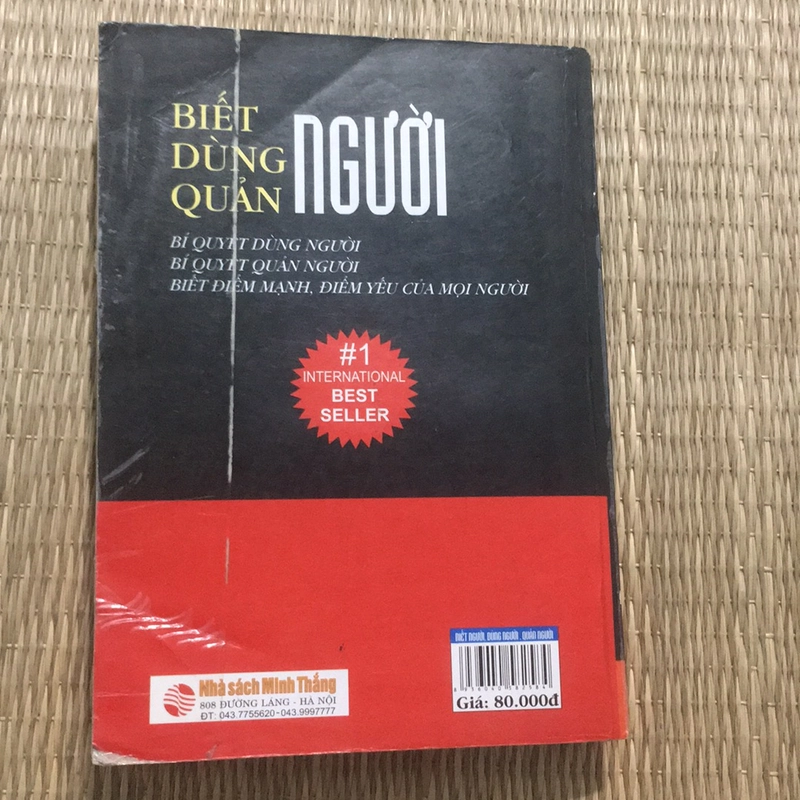 BIẾT
DÙNG
QUẢN
NGƯỜI
BÍ QUYẾT DÙNG NGƯỜI
BÍ QUYẾT QUẢN NGƯỜI
BIẾT ĐIỂM MẠNH, ĐIỂM YẾU CỦA MỌI NGƯỜI
#1
INTERNATIONAL
BEST
SELLER
BIẾT NGƯỜI, DÙNG NGƯỜI , QUẢN NGƯỜI
Giá: 80.000đ
Nhà sách Minh Thắng
808 ĐƯỜNG LÁNG - HÀ NỘI
ĐT: 043.7755620-043.9997777